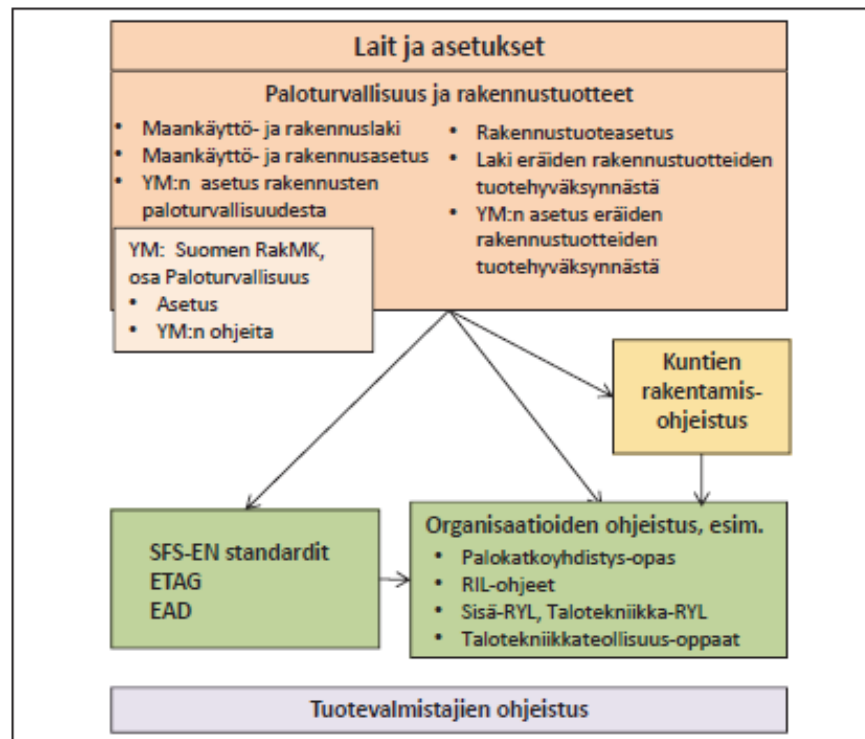 Lait ja asetukset
Paloturvallisuus ja rakennustuotteet
• Maankäyttö- ja rakennuslaki
• Maankäyttö- ja rakennusasetus
• YM:n asetus rakennusten
paloturvallisuudesta
• Rakennustuoteasetus
• Laki eräiden rakennustuotteiden
tuotehyväksynnästä
• YM:n asetus eräiden
rakennustuotteiden
tuotehyväksynnästä
YM: Suomen RakMK,
osa Paloturvallisuus
• Asetus
• YM:n ohjeita
Kuntien
rakentamis-
ohjeistus
SFS-EN standardit
ETAG
EAD
Organisaatioiden ohjeistus, esim.
• Palokatkoyhdistys-opas
• RIL-ohjeet
• Sisä-RYL, Talotekniikka-RYL
• Talotekniikkateollisuus-oppaat
Tuotevalmistajien ohjeistus